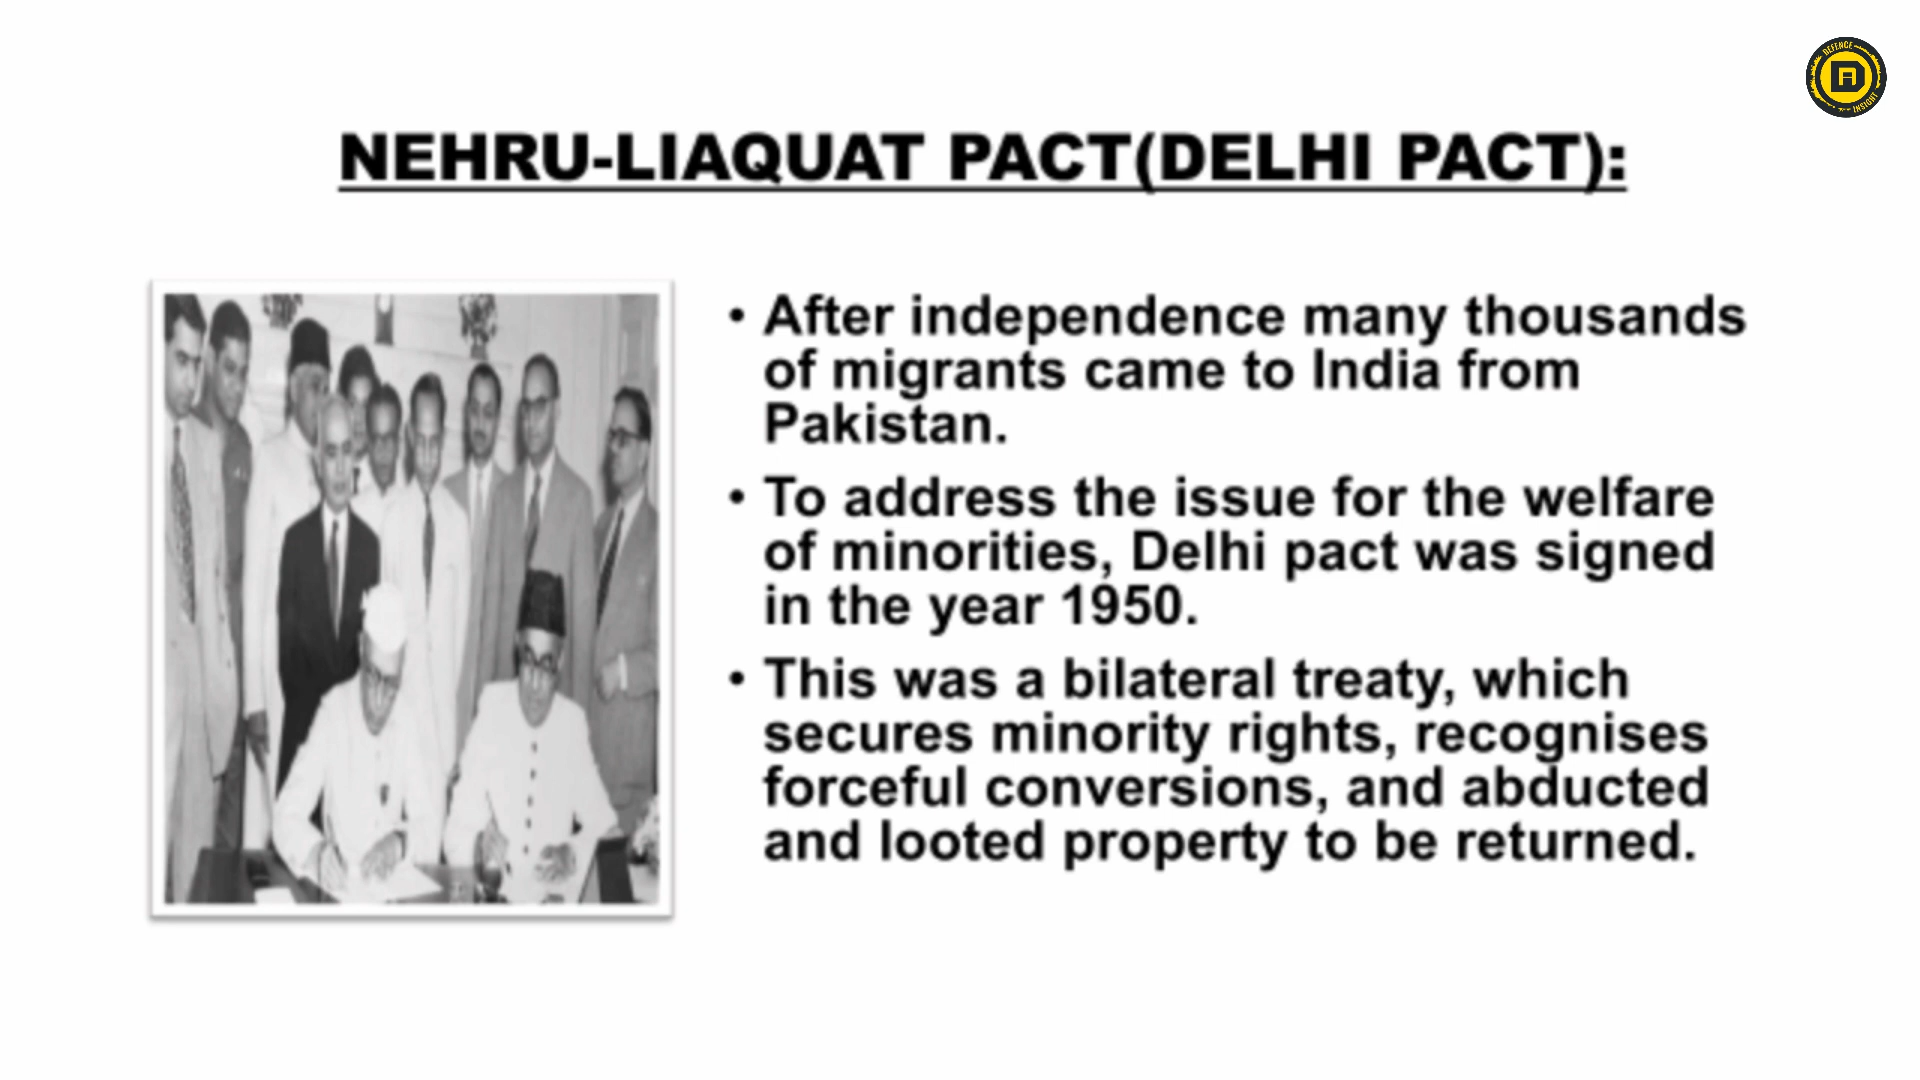 DEFENCE
INSIGHT
NEHRU-LIAQUAT PACT(DELHI PACT):
• After independence many thousands
of migrants came to India from
Pakistan.
• To address the issue for the welfare
of minorities, Delhi pact was signed
in the year 1950.
• This was a bilateral treaty, which
secures minority rights, recognises
forceful conversions, and abducted
and looted property to be returned.